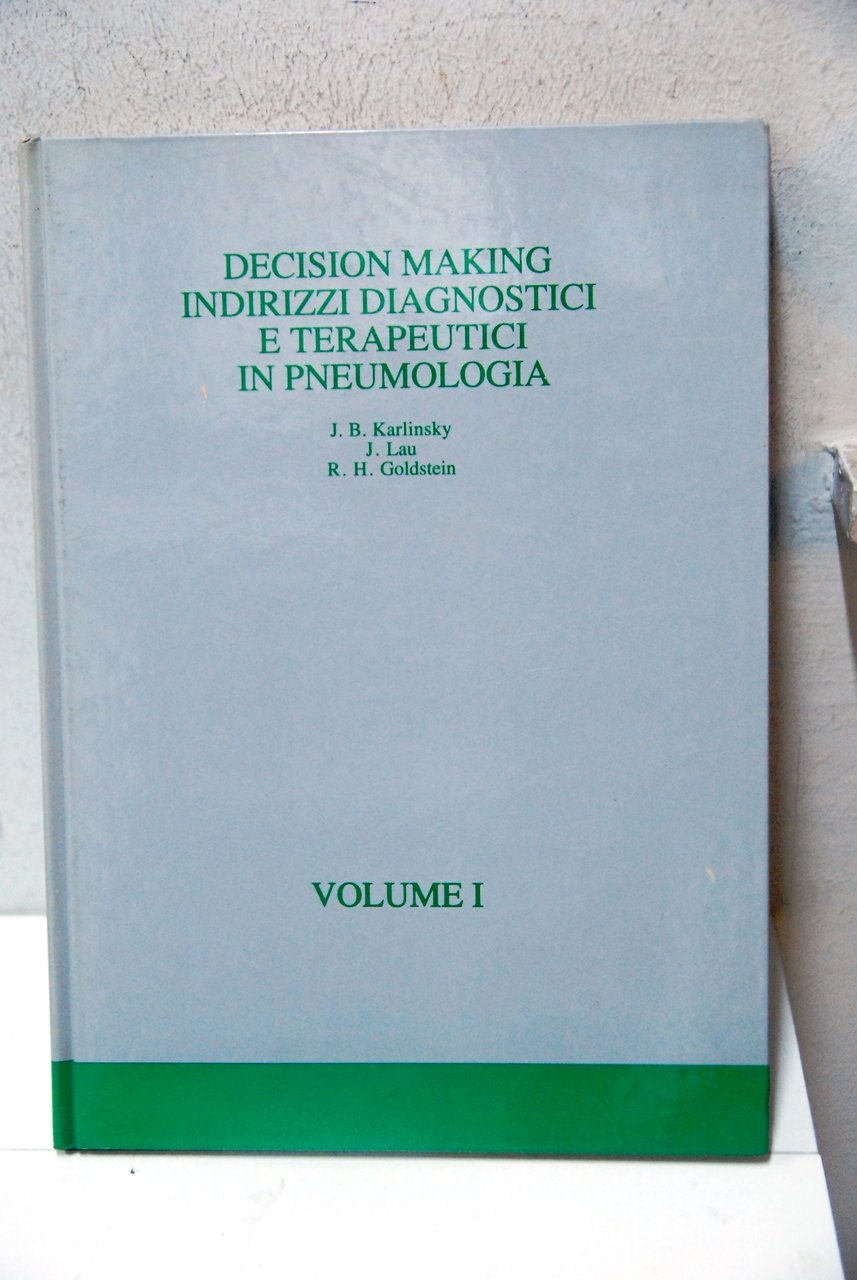 DECISION MAKING
INDIRIZZI DIAGNOSTICI
E TERAPEUTICI
IN PNEUMOLOGIA
J. B. Karlinsky
J. Lau
R. H. Goldstein
VOLUME I